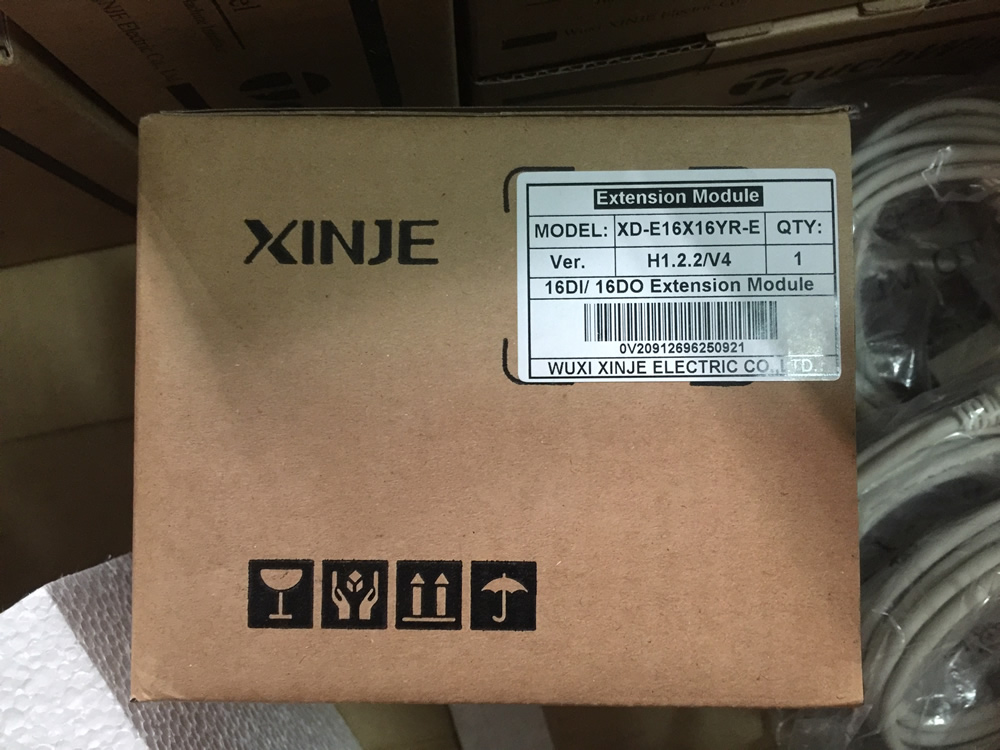 XINJE
Extension Module
MODEL: XD-E16X16YR-E QTY:
Ver. H1.2.2/V4 1
16DI/ 16DO Extension Module
0V20912696250921
WUXI XINJE ELECTRIC CO.,LTD.